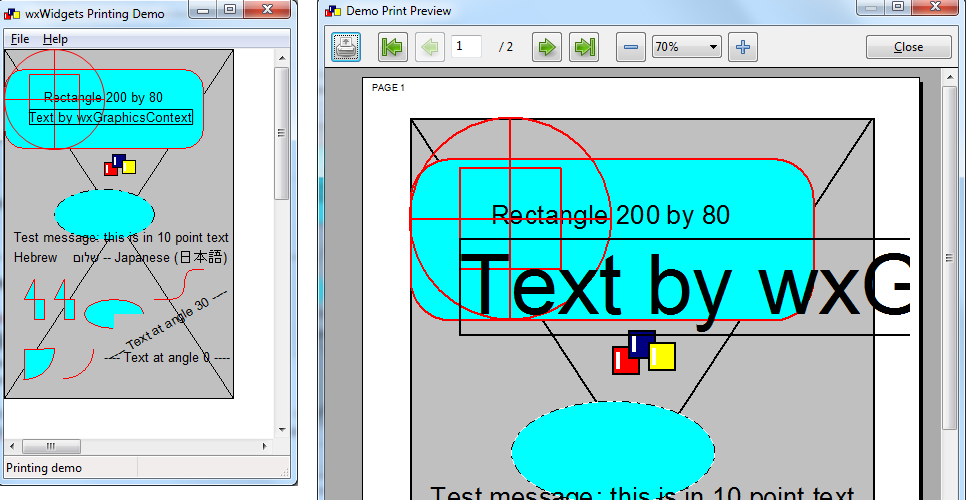 wxWidgets Printing Demo
File Help
Rectangle 200 by 80
Text by wxGraphicsContext
Test message: this is in 10 point text
Hebrew שלום -- Japanese (日本語)
---- Text at angle 30 ----
---- Text at angle 0 ----
Printing demo
Demo Print Preview
1 / 2 70% Close
PAGE 1
Rectangle 200 by 80
Text by wxG
Test message: this is in 10 point text